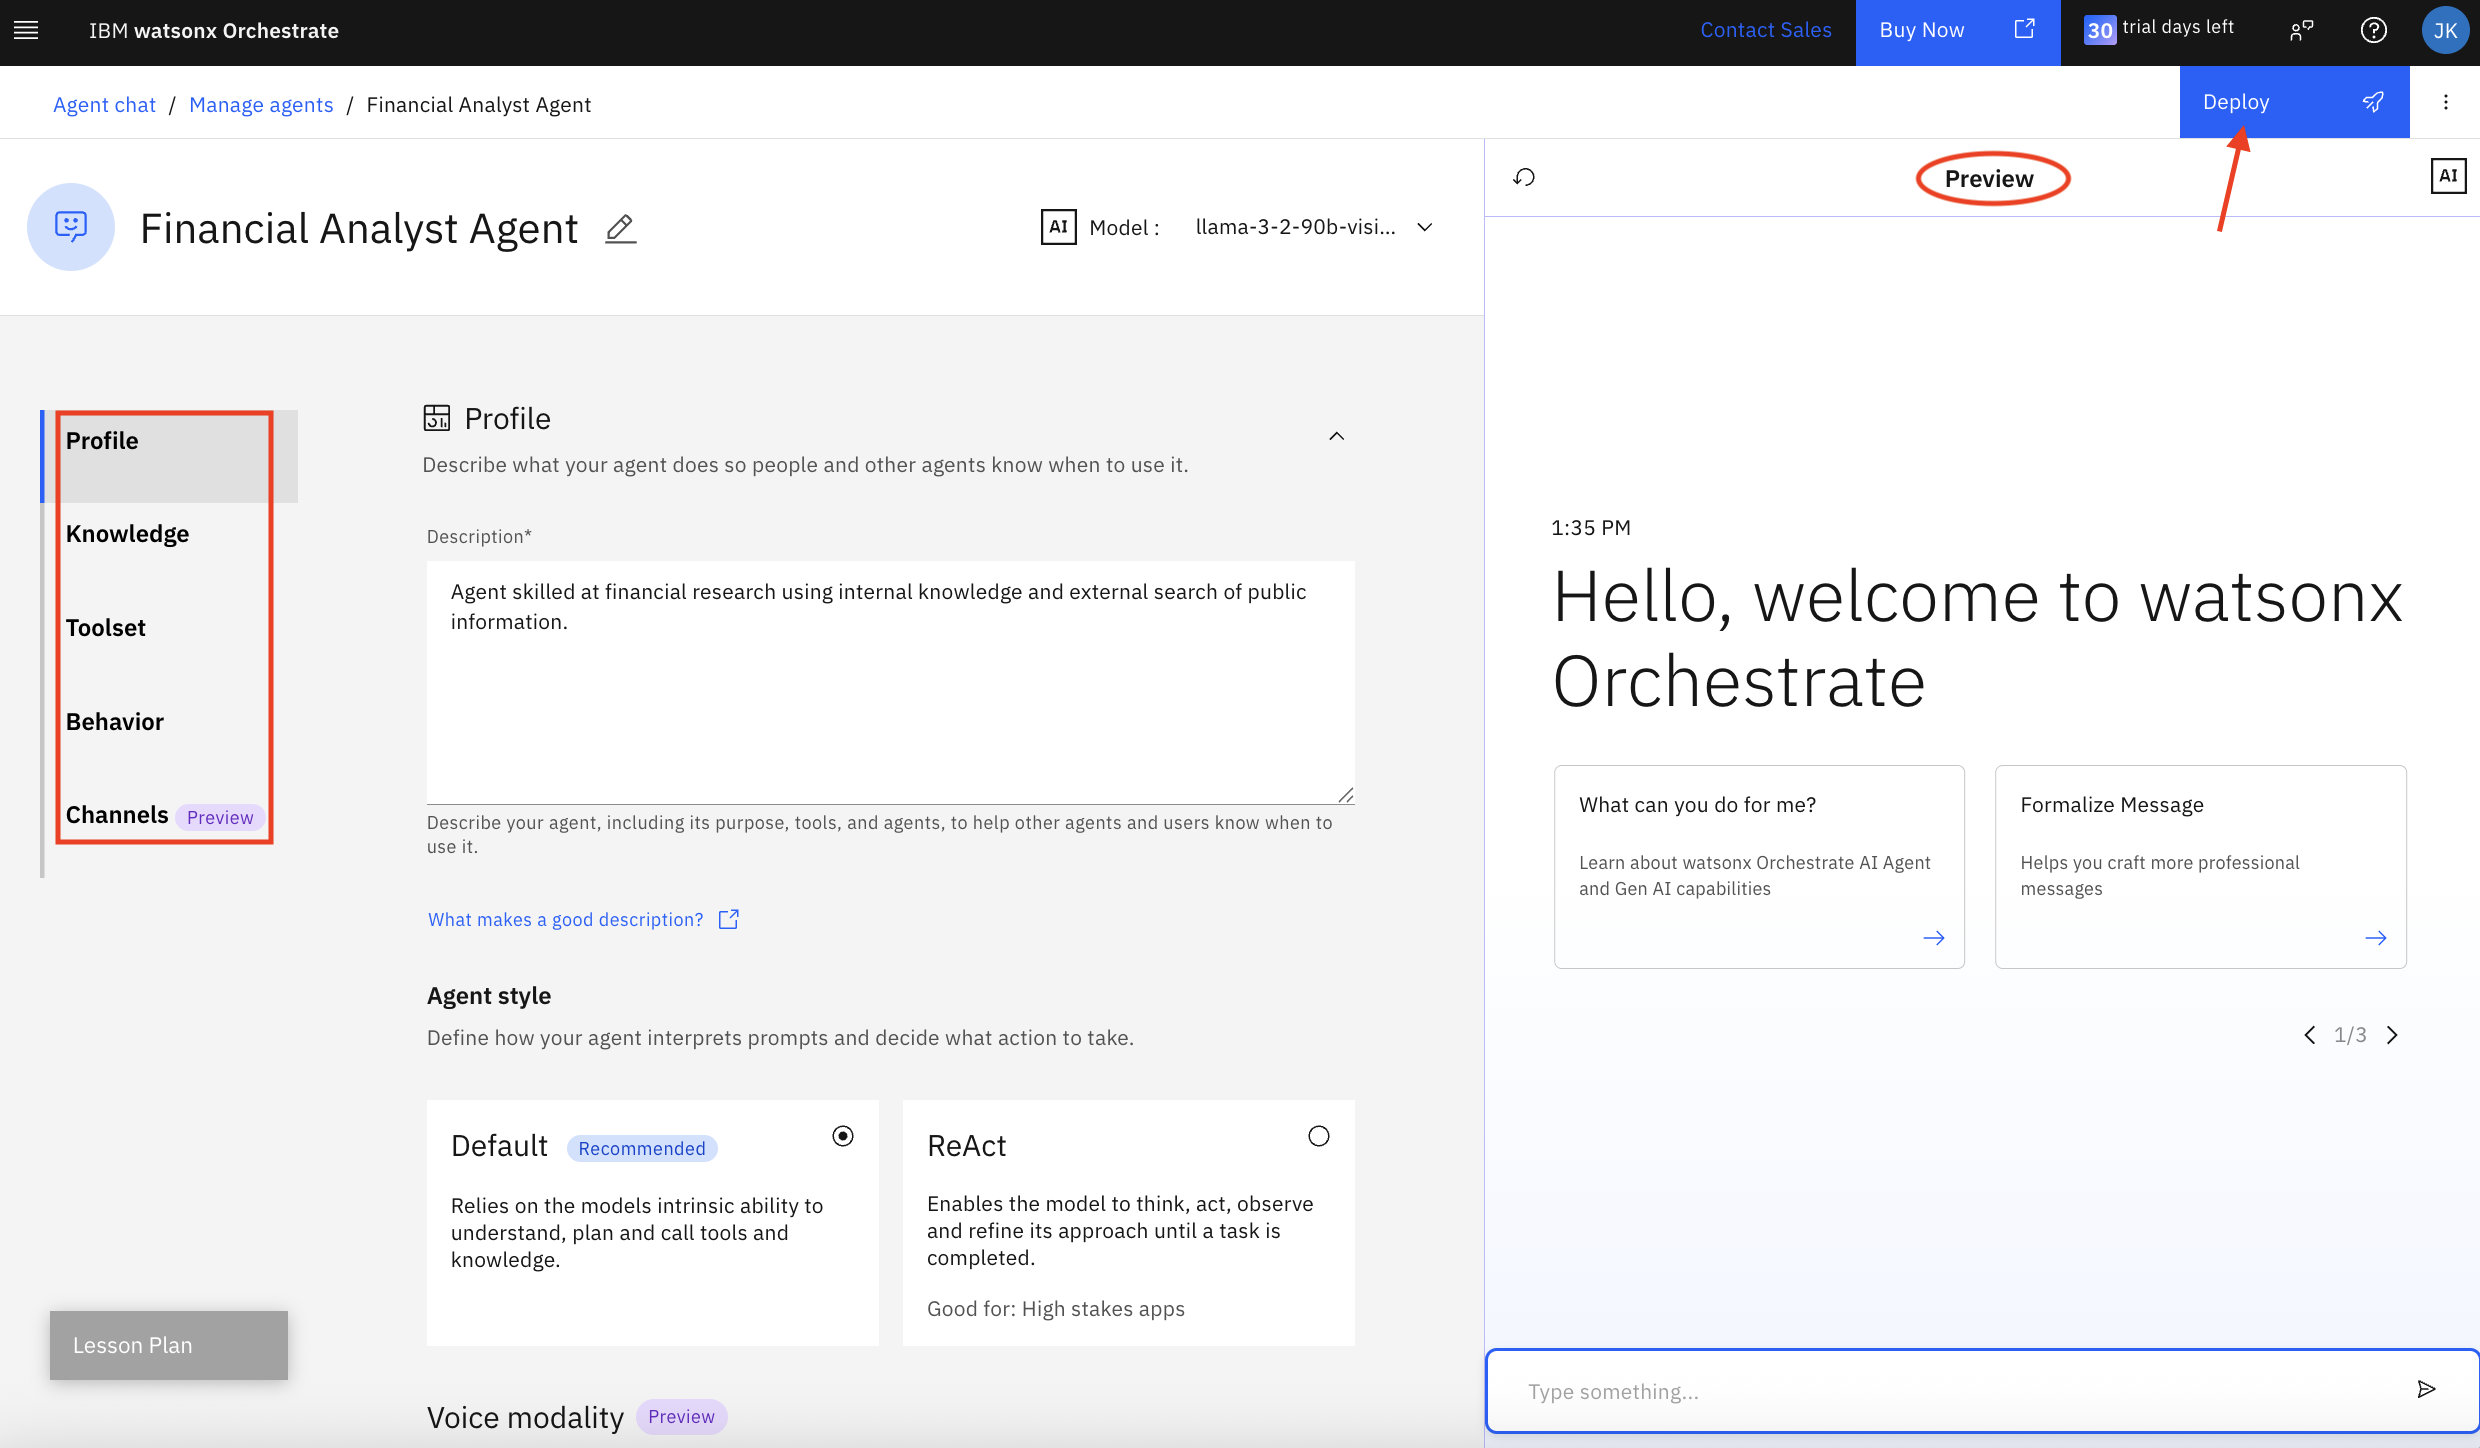 IBM watsonx Orchestrate
Contact Sales
Buy Now
30 trial days left
JK
Agent chat / Manage agents / Financial Analyst Agent
Deploy
Financial Analyst Agent
AI Model :
llama-3-2-90b-visi...
Preview
AI
Profile
Knowledge
Toolset
Behavior
Channels Preview
Profile
Describe what your agent does so people and other agents know when to use it.
Description*
Agent skilled at financial research using internal knowledge and external search of public
information.
Describe your agent, including its purpose, tools, and agents, to help other agents and users know when to
use it.
What makes a good description?
Agent style
Define how your agent interprets prompts and decide what action to take.
Default Recommended
Relies on the models intrinsic ability to
understand, plan and call tools and
knowledge.
ReAct
Enables the model to think, act, observe
and refine its approach until a task is
completed.
Good for: High stakes apps
Voice modality Preview
Lesson Plan
1:35 PM
Hello, welcome to watsonx
Orchestrate
What can you do for me?
Learn about watsonx Orchestrate AI Agent
and Gen AI capabilities
Formalize Message
Helps you craft more professional
messages
1/3
Type something...